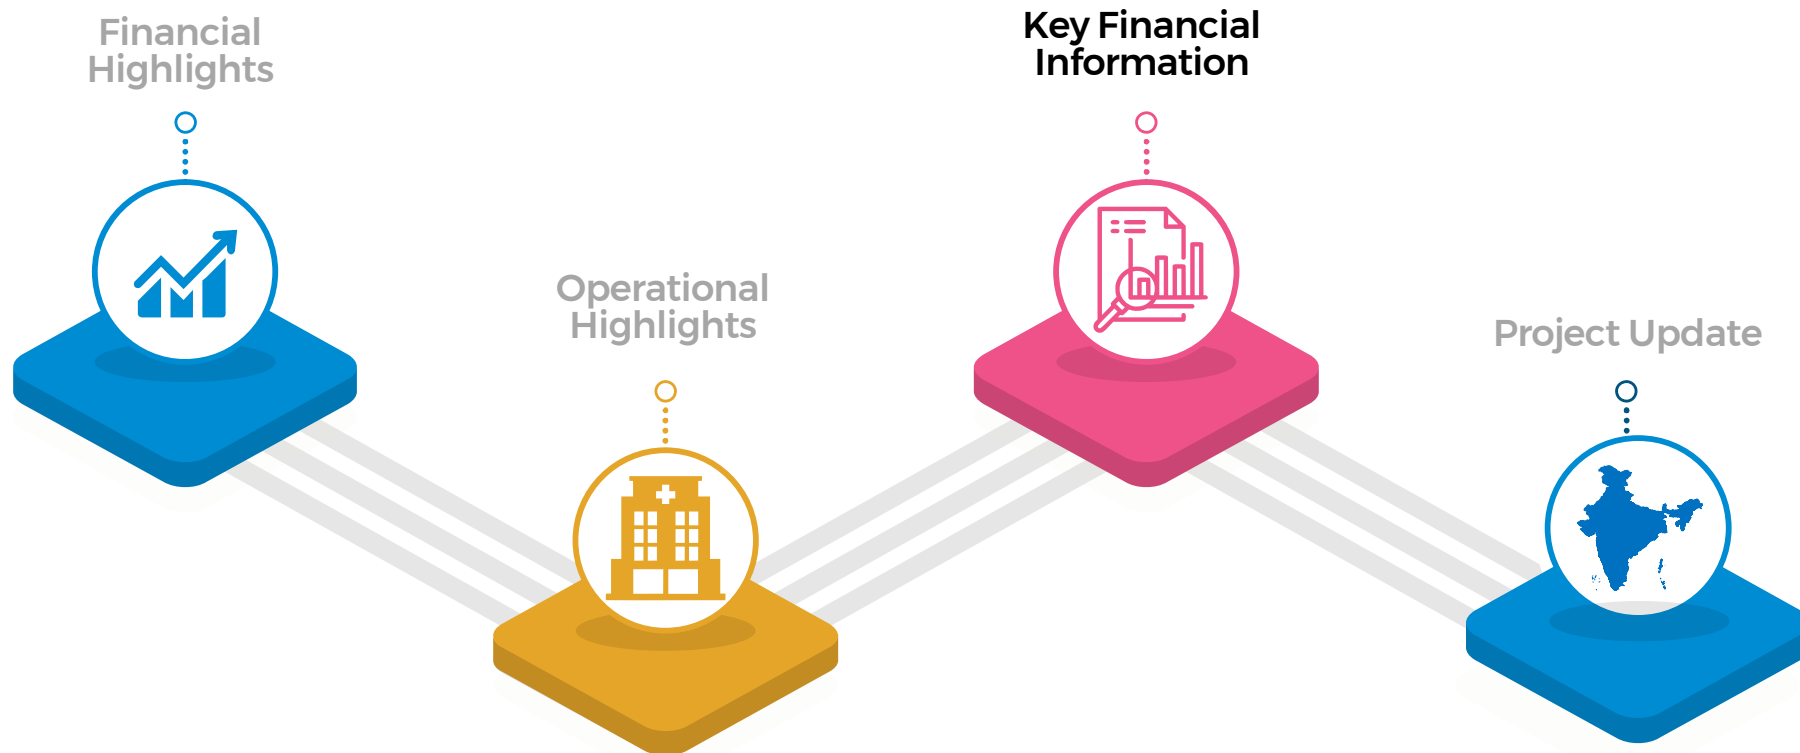 Financial
Highlights
Operational
Highlights
Key Financial
Information
Project Update